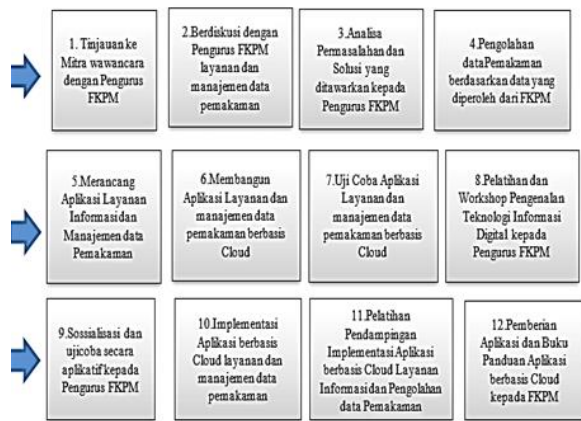 1. Tinjauan ke
Mitra wawancara
dengan Pengurus
FKPM
2.Berdiskusi dengan
Pengurus FKPM
layanan dan
manajemen data
pemakaman
3.Analisa
Permasalahan dan
Solusi yang
ditawarkan kepada
Pengurus FKPM
4.Pengolahan
dataPemakaman
berdasarkan data yang
diperoleh dari FKPM
5.Merancang
Aplikasi Layanan
Informasi dan
Manajemen data
Pemakaman
6.Membangun
Aplikasi Layanan dan
manajemen data
pemakaman berbasis
Cloud
7.Uji Coba Aplikasi
Layanan dan
manajemen data
pemakaman berbasis
Cloud
8.Pelatihan dan
Workshop Pengenalan
Teknologi Informasi
Digital kepada
Pengurus FKPM
9.Sossialisasi dan
ujicoba secara
aplikatif kepada
Pengurus FKPM
10.Implementasi
Aplikasi berbasis
Cloud layanan dan
manajemen data
pemakaman
11.Pelatihan
Pendampingan
Implementasi Aplikasi
berbasis Cloud Layanan
Informasi dan Pengolahan
data Pemakaman
12.Pemberian
Aplikasi dan Buku
Panduan Aplikasi
berbasis Cloud
kepada FKPM